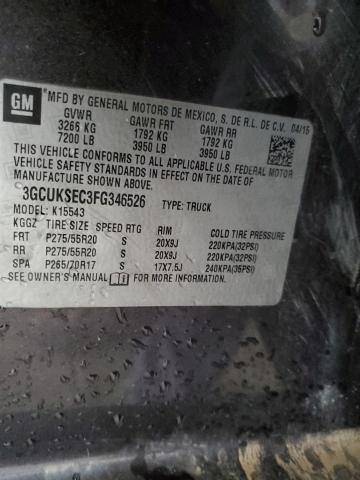 GM
MFD BY GENERAL MOTORS DE MEXICO, S. DE R.L. DE C.V. 04/15
GVWR GAWR FRT GAWR RR
3266 KG 1792 KG 1792 KG
7200 LB 3950 LB 3950 LB
THIS VEHICLE CONFORMS TO ALL APPLICABLE U.S. FEDERAL MOTOR
VEHICLE SAFETY STANDARDS IN EFFECT ON THE DATE OF
MANUFACTURE SHOWN ABOVE.
3GCUKSEC3FG346526 TYPE: TRUCK
MODEL: K15543
KGGZ TIRE SIZE SPEED RTG RIM COLD TIRE PRESSURE
FRT P275/55R20 S 20X9J 220KPA(32PSI)
RR P275/55R20 S 20X9J 220KPA(32PSI)
SPA P265/70R17 S 17X7.5J 240KPA(35PSI)
SEE OWNER'S MANUAL FOR MORE INFORMATION.